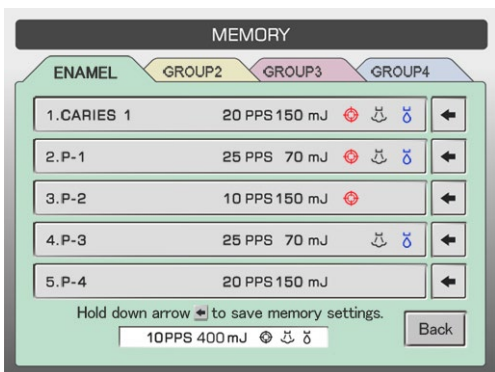 MEMORY
ENAMEL GROUP2 GROUP3 GROUP4
1.CARIES 1 20 PPS 150 mJ
2.P-1 25 PPS 70 mJ
3.P-2 10 PPS 150 mJ
4.P-3 25 PPS 70 mJ
5.P-4 20 PPS 150 mJ
Hold down arrow to save memory settings.
10PPS 400mJ
Back